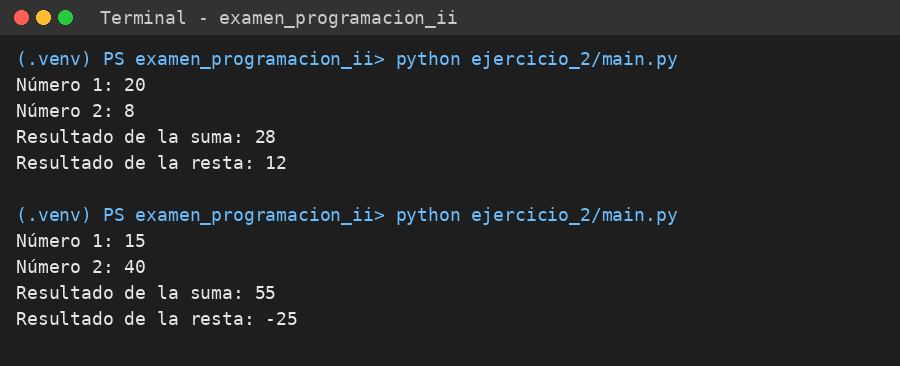 Terminal - examen_programacion_ii
(.venv) PS examen_programacion_ii> python ejercicio_2/main.py
Número 1: 20
Número 2: 8
Resultado de la suma: 28
Resultado de la resta: 12
(.venv) PS examen_programacion_ii> python ejercicio_2/main.py
Número 1: 15
Número 2: 40
Resultado de la suma: 55
Resultado de la resta: -25